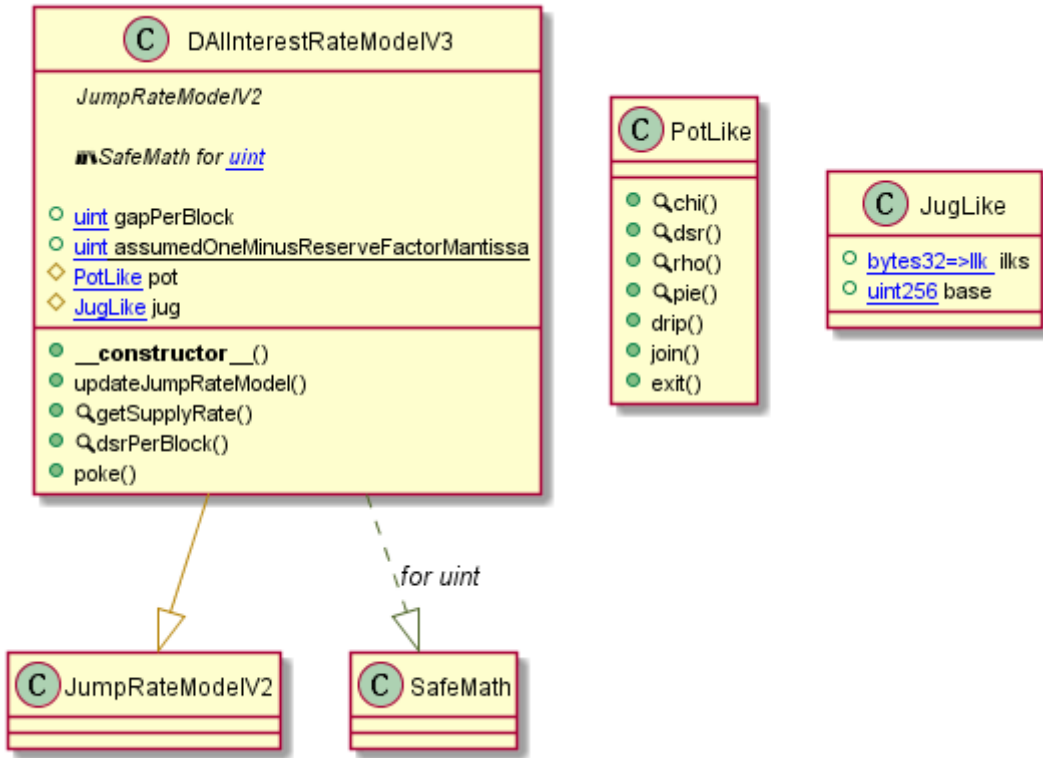 C DAIInterestRateModelV3
JumpRateModelV2
SafeMath for uint
uint gapPerBlock
uint assumedOneMinusReserveFactorMantissa
PotLike pot
JugLike jug
__constructor__()
updateJumpRateModel()
getSupplyRate()
dsrPerBlock()
poke()
C PotLike
chi()
dsr()
rho()
pie()
drip()
join()
exit()
C JugLike
bytes32=>Ilk ilks
uint256 base
for uint
C JumpRateModelV2
C SafeMath